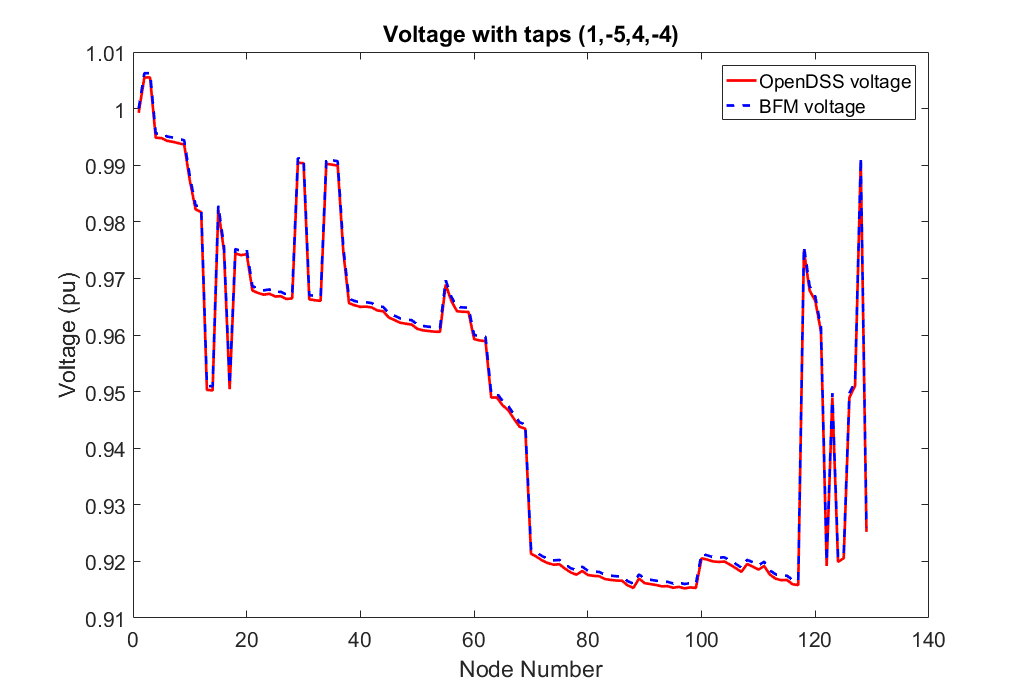 Voltage with taps (1,-5,4,-4)
OpenDSS voltage
BFM voltage
1.01
1
0.99
0.98
0.97
0.96
0.95
0.94
0.93
0.92
0.91
Voltage (pu)
0 20 40 60 80 100 120 140
Node Number